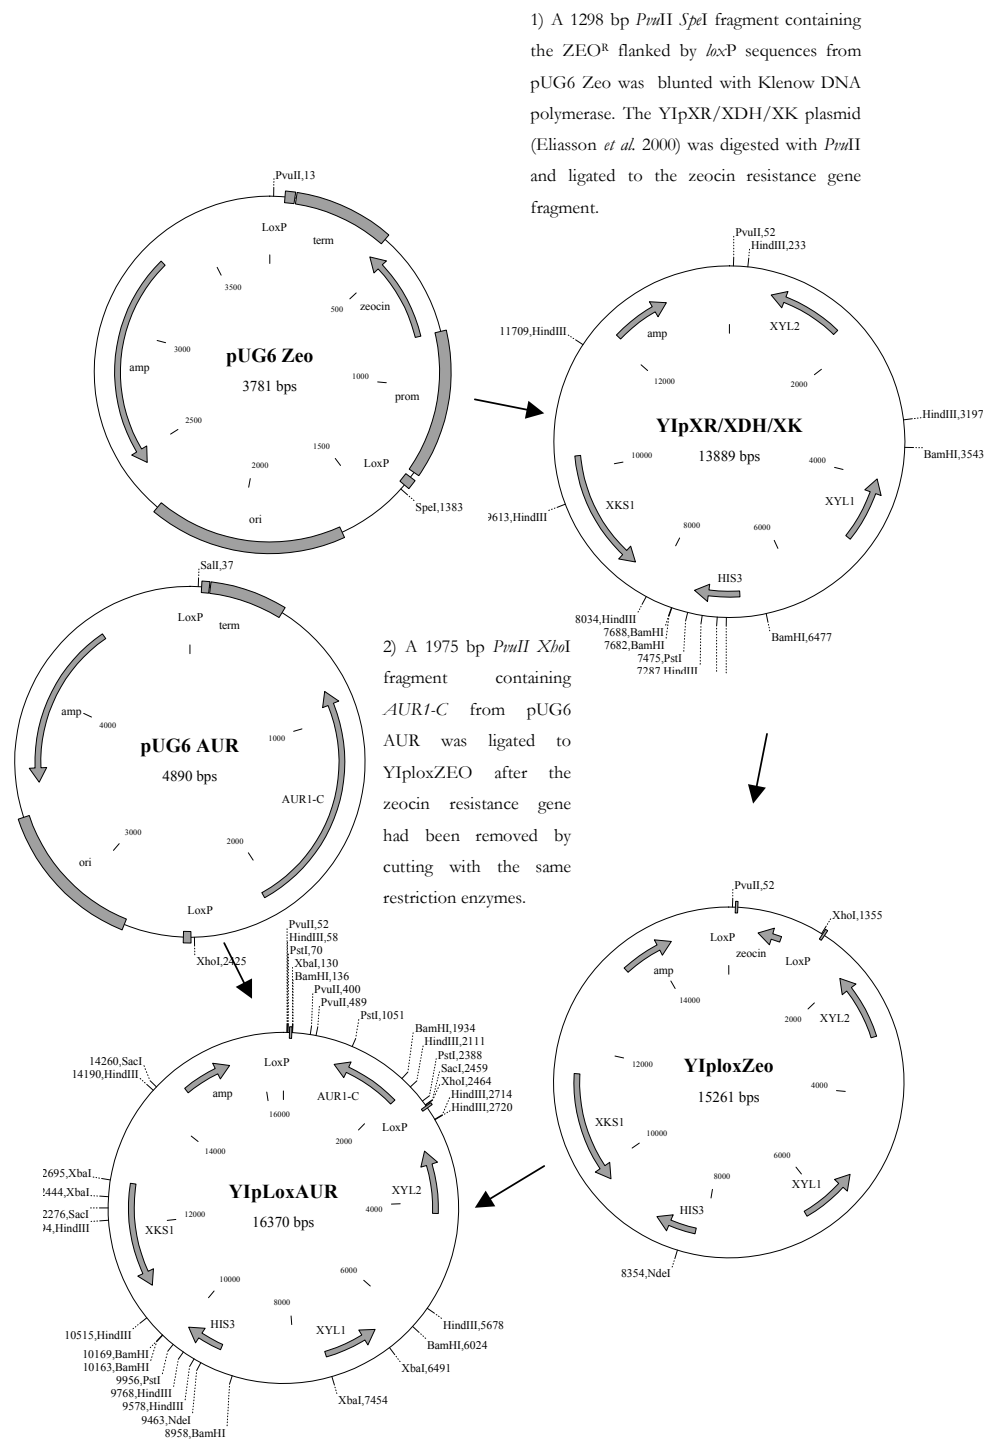 1) A 1298 bp PvuII SpeI fragment containing
the ZEOᴿ flanked by loxP sequences from
pUG6 Zeo was blunted with Klenow DNA
polymerase. The YIpXR/XDH/XK plasmid
(Eliasson et al. 2000) was digested with PvuII
and ligated to the zeocin resistance gene
fragment.
PvuII,13
LoxP
term
3500
500
zeocin
3000
amp
pUG6 Zeo
3781 bps
1000
prom
2500
1500
2000
LoxP
SpeI,1383
ori
PvuII,52
HindIII,233
XYL2
amp
11709,HindIII
12000
2000
HindIII,3197
YIpXR/XDH/XK
13889 bps
BamHI,3543
10000
4000
XKS1
XYL1
9613,HindIII
8000
6000
HIS3
8034,HindIII
7688,BamHI
7682,BamHI
7475,PstI
7287,HindIII
BamHI,6477
SalI,37
LoxP
term
amp
4000
1000
pUG6 AUR
4890 bps
AUR1-C
3000
2000
ori
LoxP
XhoI,2425
2) A 1975 bp PvuII XhoI
fragment containing
AUR1-C from pUG6
AUR was ligated to
YIploxZEO after the
zeocin resistance gene
had been removed by
cutting with the same
restriction enzymes.
PvuII,52
XhoI,1355
LoxP
zeocin
LoxP
amp
14000
2000
XYL2
12000
YIploxZeo
15261 bps
4000
XKS1
10000
6000
XYL1
8000
HIS3
8354,NdeI
PvuII,52
HindIII,58
PstI,70
XbaI,130
BamHI,136
PvuII,400
PvuII,489
PstI,1051
BamHI,1934
HindIII,2111
PstI,2388
SacI,2459
XhoI,2464
HindIII,2714
HindIII,2720
14260,SacI
14190,HindIII
LoxP
amp
AUR1-C
16000
2000
LoxP
14000
2695,XbaI
2444,XbaI
2276,SacI
94,HindIII
YIpLoxAUR
16370 bps
XYL2
4000
12000
XKS1
6000
10000
8000
HIS3
XYL1
10515,HindIII
10169,BamHI
10163,BamHI
9956,PstI
9768,HindIII
9578,HindIII
9463,NdeI
8958,BamHI
HindIII,5678
BamHI,6024
XbaI,6491
XbaI,7454